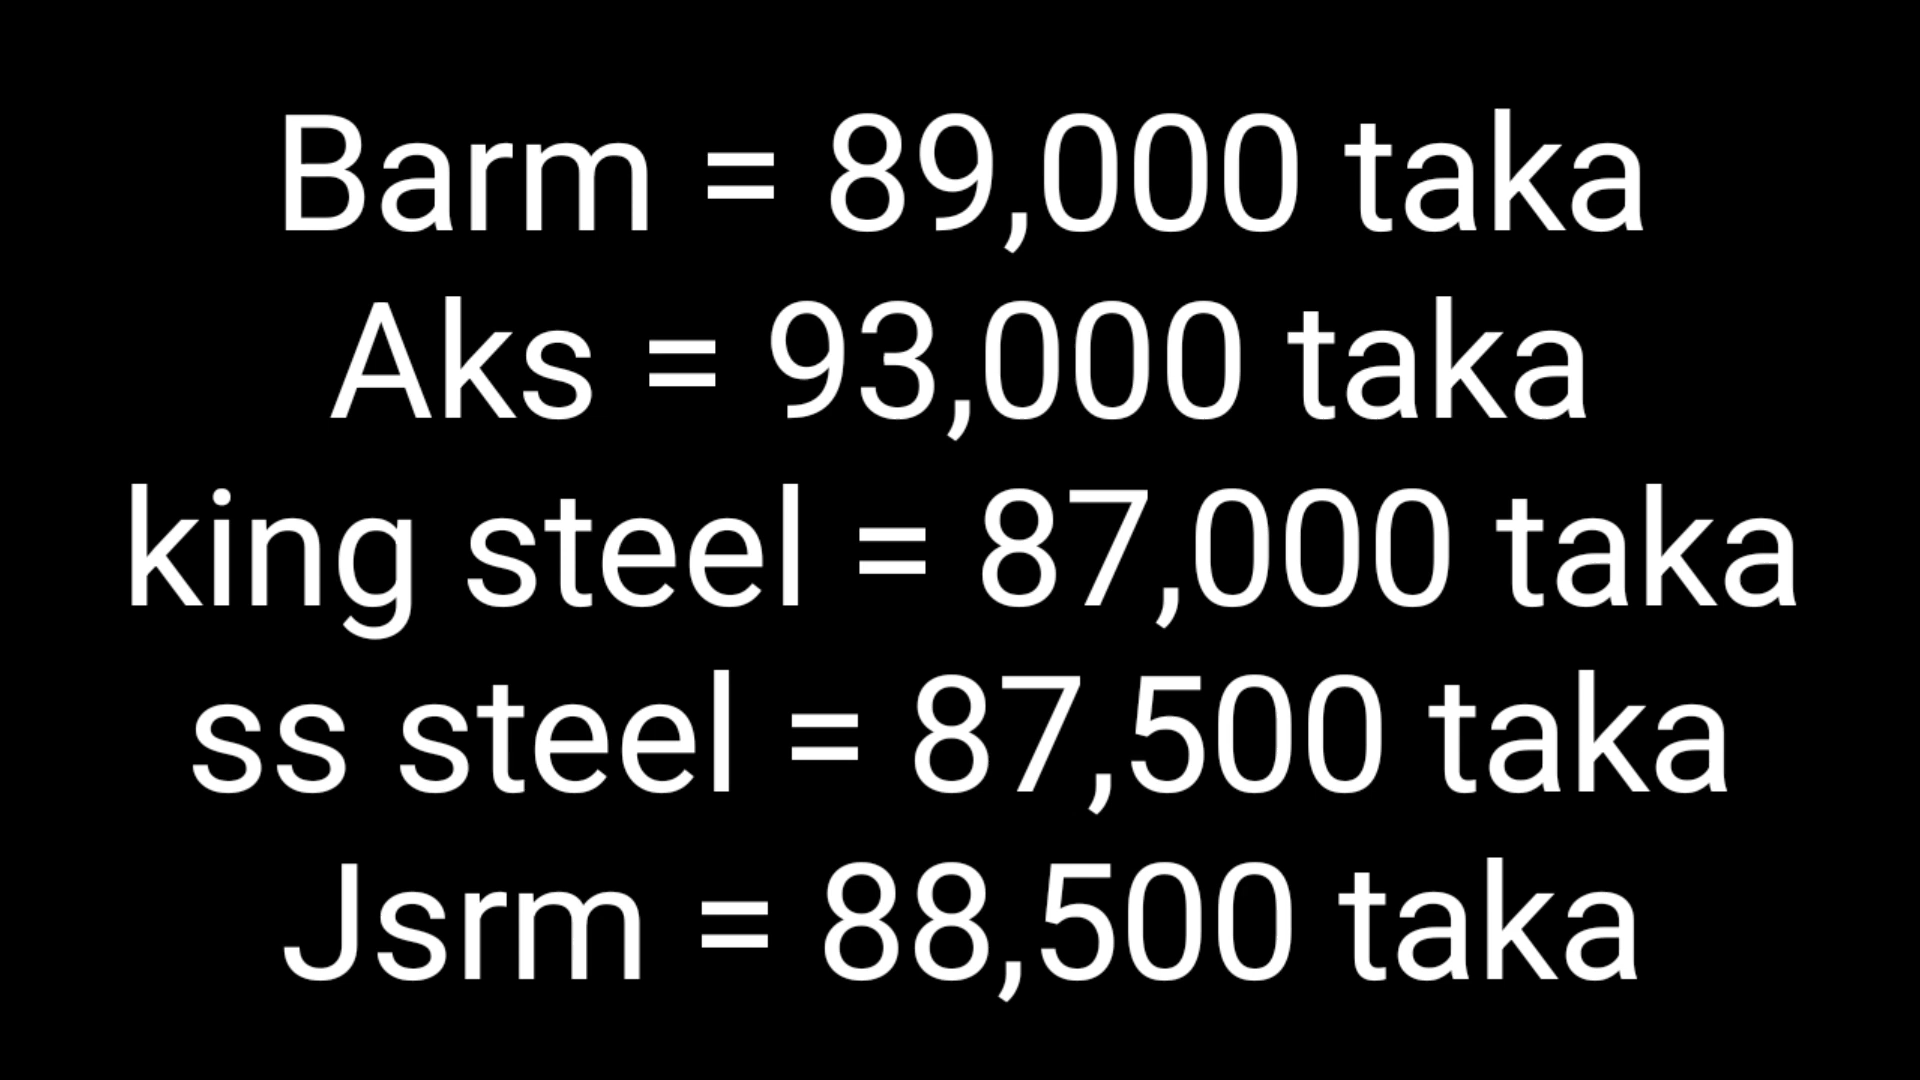 Barm = 89,000 taka
Aks = 93,000 taka
king steel = 87,000 taka
ss steel = 87,500 taka
Jsrm = 88,500 taka